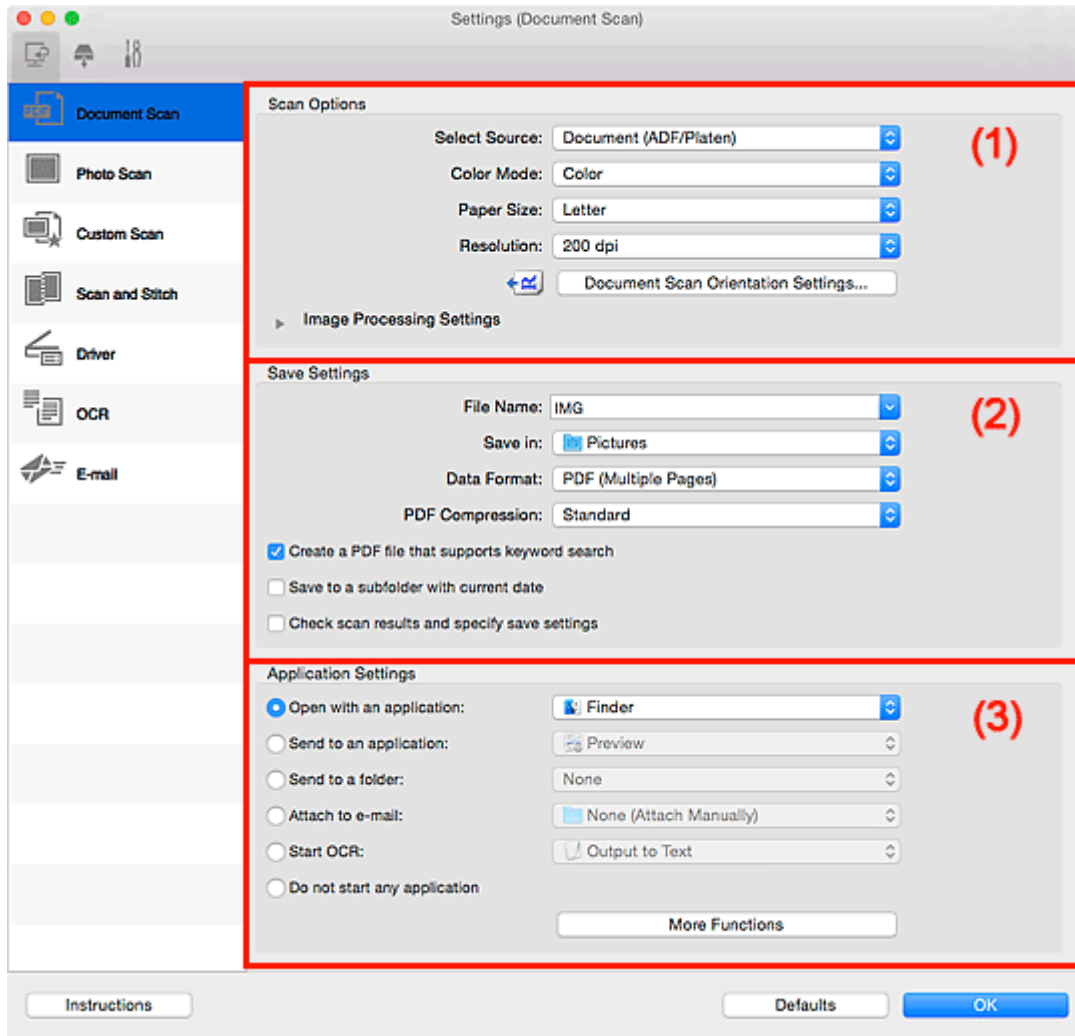 Settings (Document Scan)
Document Scan
Photo Scan
Custom Scan
Scan and Stitch
Driver
OCR
E-mail
Scan Options
(1)
Select Source: Document (ADF/Platen)
Color Mode: Color
Paper Size: Letter
Resolution: 200 dpi
Document Scan Orientation Settings...
Image Processing Settings
Save Settings
(2)
File Name: IMG
Save in: Pictures
Data Format: PDF (Multiple Pages)
PDF Compression: Standard
Create a PDF file that supports keyword search
Save to a subfolder with current date
Check scan results and specify save settings
Application Settings
(3)
Open with an application: Finder
Send to an application: Preview
Send to a folder: None
Attach to e-mail: None (Attach Manually)
Start OCR: Output to Text
Do not start any application
More Functions
Instructions
Defaults
OK